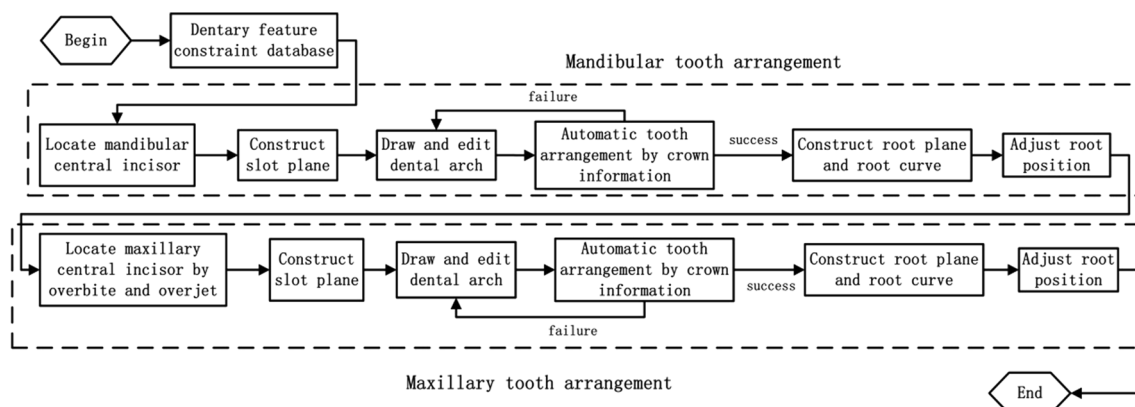 Begin
Dentary feature
constraint database
Mandibular tooth arrangement
failure
Locate mandibular
central incisor
Construct
slot plane
Draw and edit
dental arch
Automatic tooth
arrangement by crown
information
success
Construct root plane
and root curve
Adjust root
position
Locate maxillary
central incisor by
overbite and overjet
Construct
slot plane
Draw and edit
dental arch
Automatic tooth
arrangement by crown
information
success
Construct root plane
and root curve
Adjust root
position
failure
Maxillary tooth arrangement
End